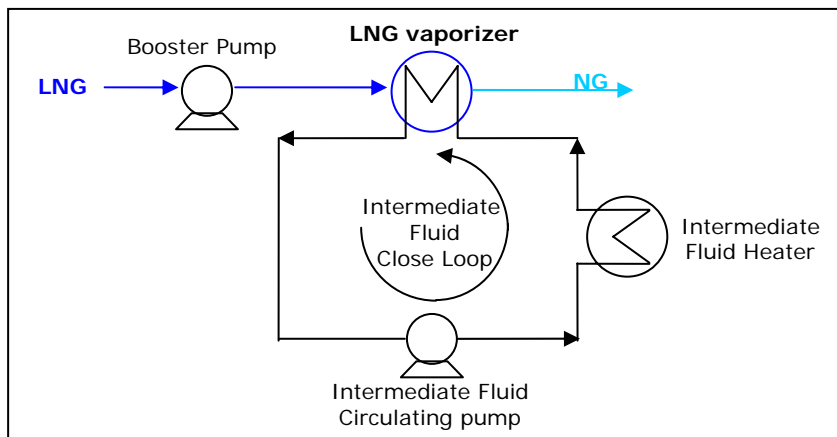 LNG vaporizer
Booster Pump
LNG
NG
Intermediate
Fluid
Close Loop
Intermediate
Fluid Heater
Intermediate Fluid
Circulating pump